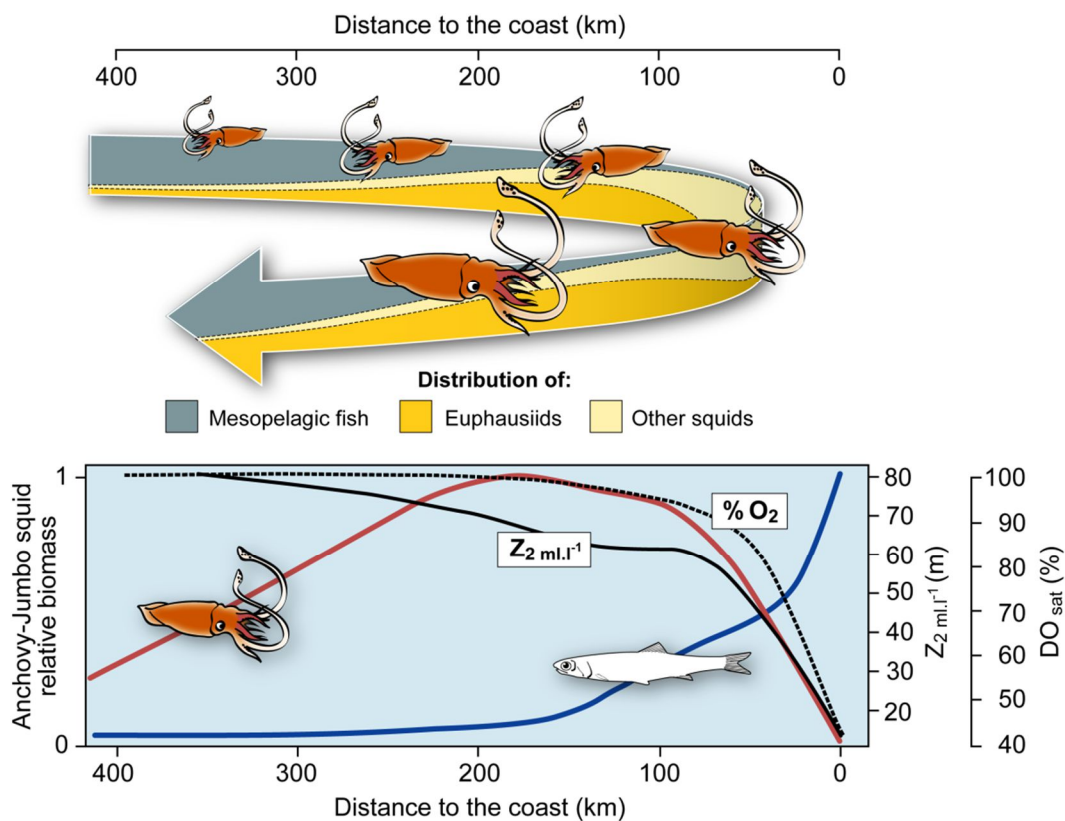 Distance to the coast (km)
400 300 200 100 0
Distribution of:
Mesopelagic fish Euphausiids Other squids
Anchovy-Jumbo squid
relative biomass
1
0
% O₂
Z₂ ml.l⁻¹
80
70
60
50
40
30
20
Z₂ ml.l⁻¹ (m)
100
90
80
70
60
50
40
DO sat (%)
400 300 200 100 0
Distance to the coast (km)